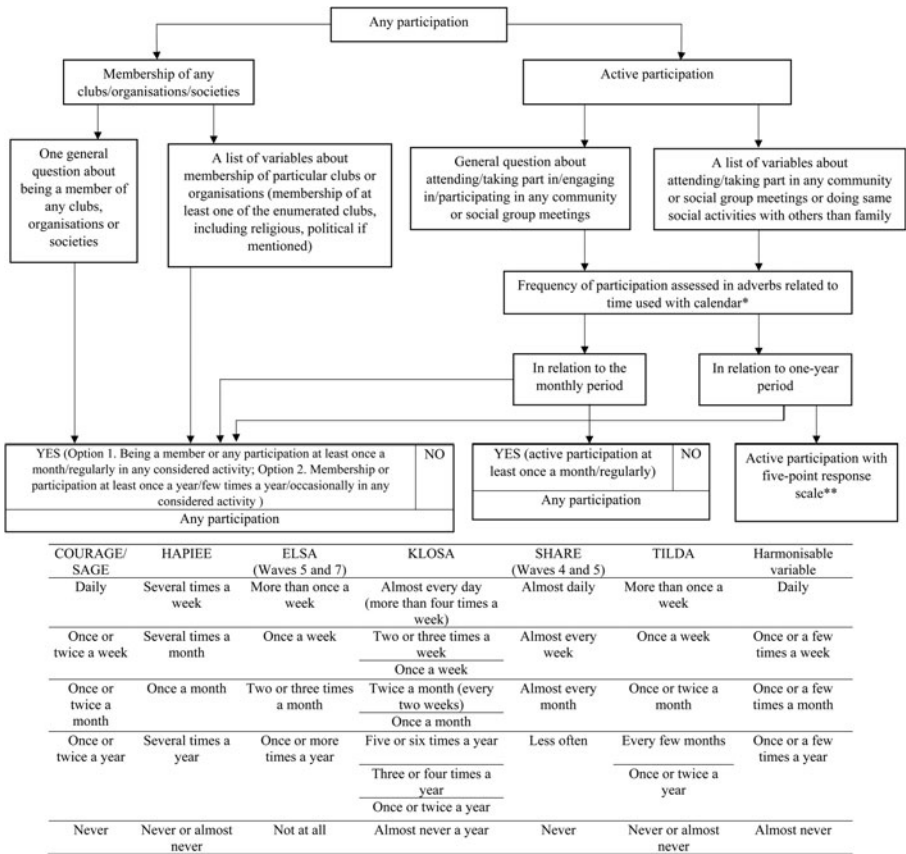 Any participation
Membership of any
clubs/organisations/societies
Active participation
One general
question about
being a member of
any clubs,
organisations or
societies
A list of variables about
membership of particular clubs or
organisations (membership of at
least one of the enumerated clubs,
including religious, political if
mentioned)
General question about
attending/taking part in/engaging
in/participating in any community
or social group meetings
A list of variables about
attending/taking part in any community
or social group meetings or doing same
social activities with others than family
Frequency of participation assessed in adverbs related to
time used with calendar*
In relation to the
monthly period
In relation to one-year
period
YES (Option 1. Being a member or any participation at least once a
month/regularly in any considered activity; Option 2. Membership or
participation at least once a year/few times a year/occasionally in any
considered activity )
NO
Any participation
YES (active participation
at least once a month/regularly)
NO
Any participation
Active participation with
five-point response
scale**
COURAGE/
SAGE
HAPIEE
ELSA
(Waves 5 and 7)
KLOSA
SHARE
(Waves 4 and 5)
TILDA
Harmonisable
variable
Daily
Several times a
week
More than once a
week
Almost every day
(more than four times a
week)
Almost daily
More than once a
week
Daily
Once or
twice a week
Several times a
month
Once a week
Two or three times a
week
Once a week
Almost every
week
Once a week
Once or a few
times a week
Once or
twice a
month
Once a month
Two or three times
a month
Twice a month (every
two weeks)
Once a month
Almost every
month
Once or twice a
month
Once or a few
times a month
Once or
twice a year
Several times a
year
Once or more
times a year
Five or six times a year
Three or four times a
year
Once or twice a year
Less often
Every few months
Once or twice a
year
Once or a few
times a year
Never
Never or almost
never
Not at all
Almost never a year
Never
Never or almost
never
Almost never